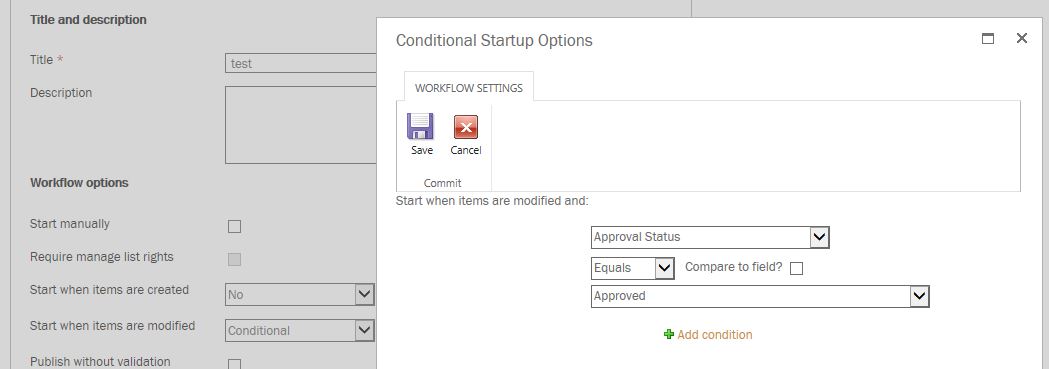 Title and description
Title *
test
Description
Workflow options
Start manually
Require manage list rights
Start when items are created
No
Start when items are modified
Conditional
Publish without validation
Conditional Startup Options
WORKFLOW SETTINGS
Save Cancel
Commit
Start when items are modified and:
Approval Status
Equals Compare to field?
Approved
Add condition